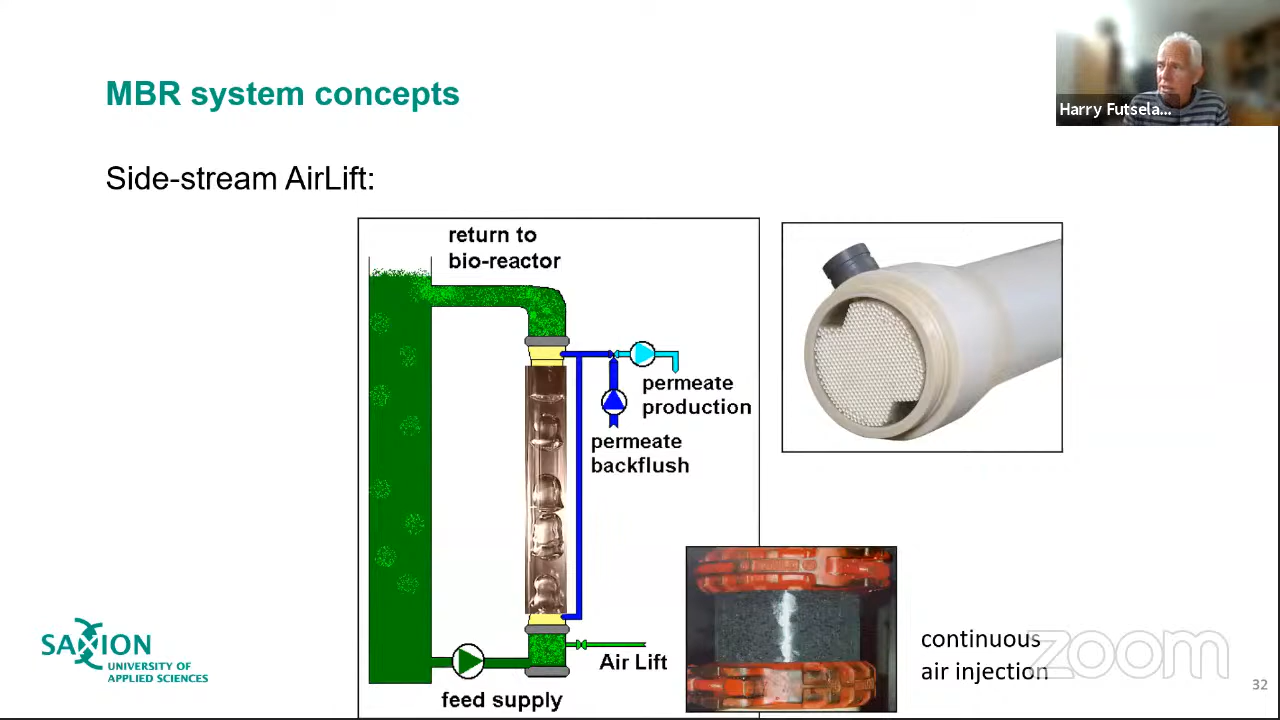 MBR system concepts
Harry Futsela...
Side-stream AirLift:
return to
bio-reactor
permeate
production
permeate
backflush
Air Lift
feed supply
continuous
air injection
zoom
SAXION
UNIVERSITY OF
APPLIED SCIENCES
32